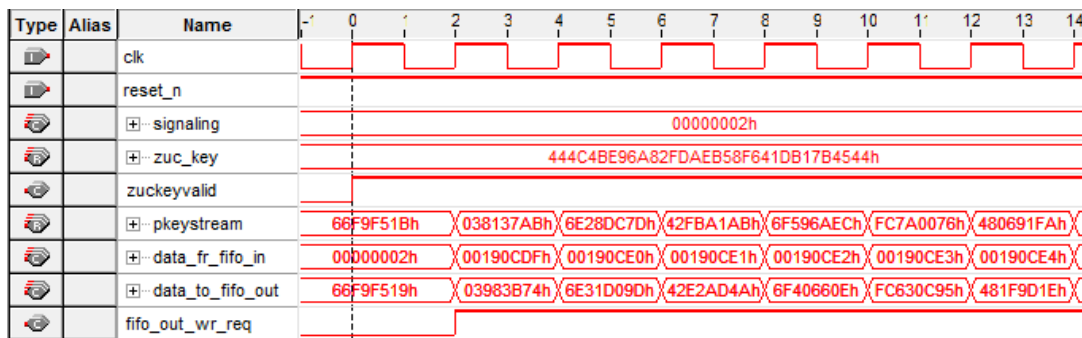 Type Alias Name -1 0 1 2 3 4 5 6 7 8 9 10 11 12 13 14
clk
reset_n
signaling 00000002h
zuc_key 444C4BE96A82FDAEB58F641DB17B4544h
zuckeyvalid
pkeystream 66F9F51Bh 038137ABh 6E28DC7Dh 42FBA1ABh 6F596AECh FC7A0076h 480691FAh
data_fr_fifo_in 00000002h 00190CDFh 00190CE0h 00190CE1h 00190CE2h 00190CE3h 00190CE4h
data_to_fifo_out 66F9F519h 03983B74h 6E31D09Dh 42E2AD4Ah 6F40660Eh FC630C95h 481F9D1Eh
fifo_out_wr_req